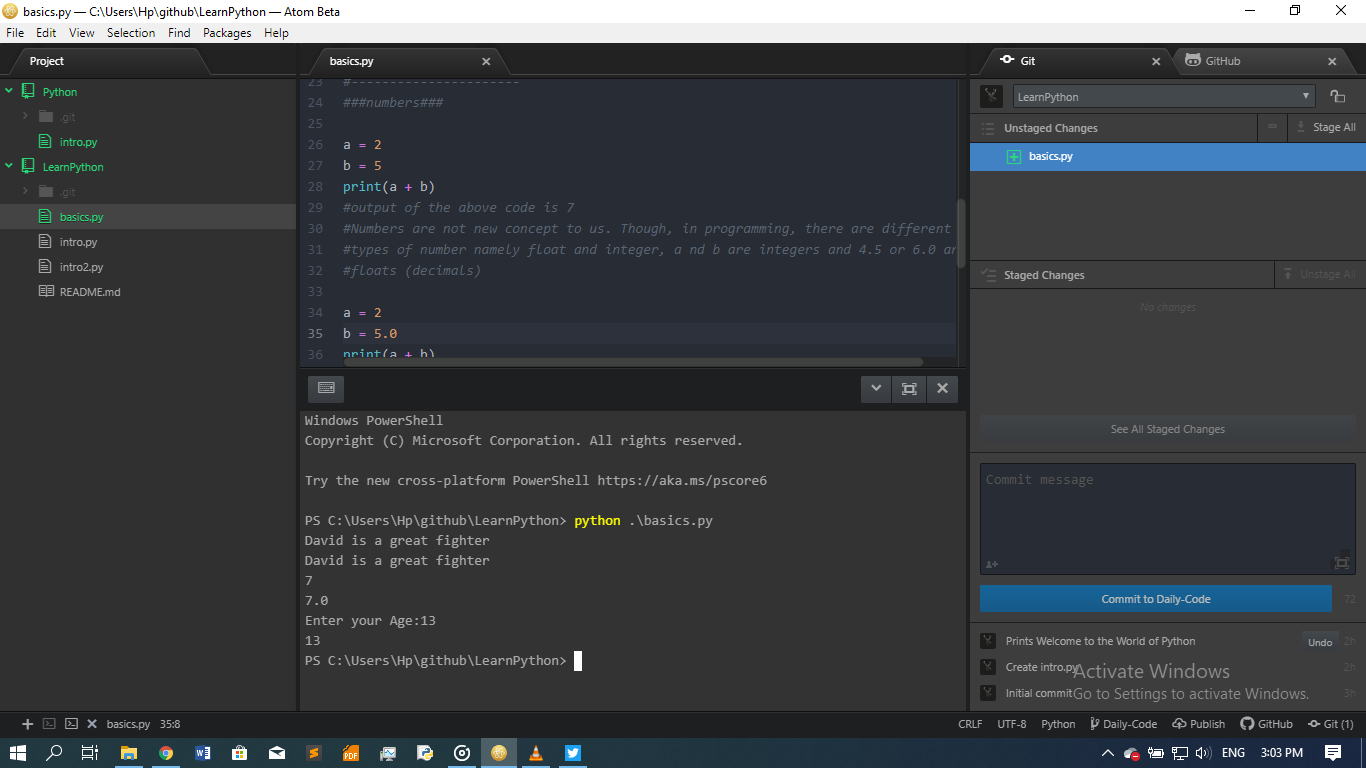 basics.py — C:\Users\Hp\github\LearnPython — Atom Beta
File Edit View Selection Find Packages Help
Project
Python
.git
intro.py
LearnPython
.git
basics.py
intro.py
intro2.py
README.md
basics.py
23 #----------------------
24 ###numbers###
25
26 a = 2
27 b = 5
28 print(a + b)
29 #output of the above code is 7
30 #Numbers are not new concept to us. Though, in programming, there are different
31 #types of number namely float and integer, a nd b are integers and 4.5 or 6.0 ar
32 #floats (decimals)
33
34 a = 2
35 b = 5.0
36 print(a + b)
Windows PowerShell
Copyright (C) Microsoft Corporation. All rights reserved.
Try the new cross-platform PowerShell https://aka.ms/pscore6
PS C:\Users\Hp\github\LearnPython> python .\basics.py
David is a great fighter
David is a great fighter
7
7.0
Enter your Age:13
13
PS C:\Users\Hp\github\LearnPython>
Git GitHub
LearnPython
Unstaged Changes Stage All
basics.py
Staged Changes Unstage All
No changes
See All Staged Changes
Commit message
Commit to Daily-Code 72
Prints Welcome to the World of Python Undo 2h
Create intro.py 2h
Initial commit 3h
Activate Windows
Go to Settings to activate Windows.
basics.py 35:8
CRLF UTF-8 Python Daily-Code Publish GitHub Git (1)
PDF
ENG 3:03 PM